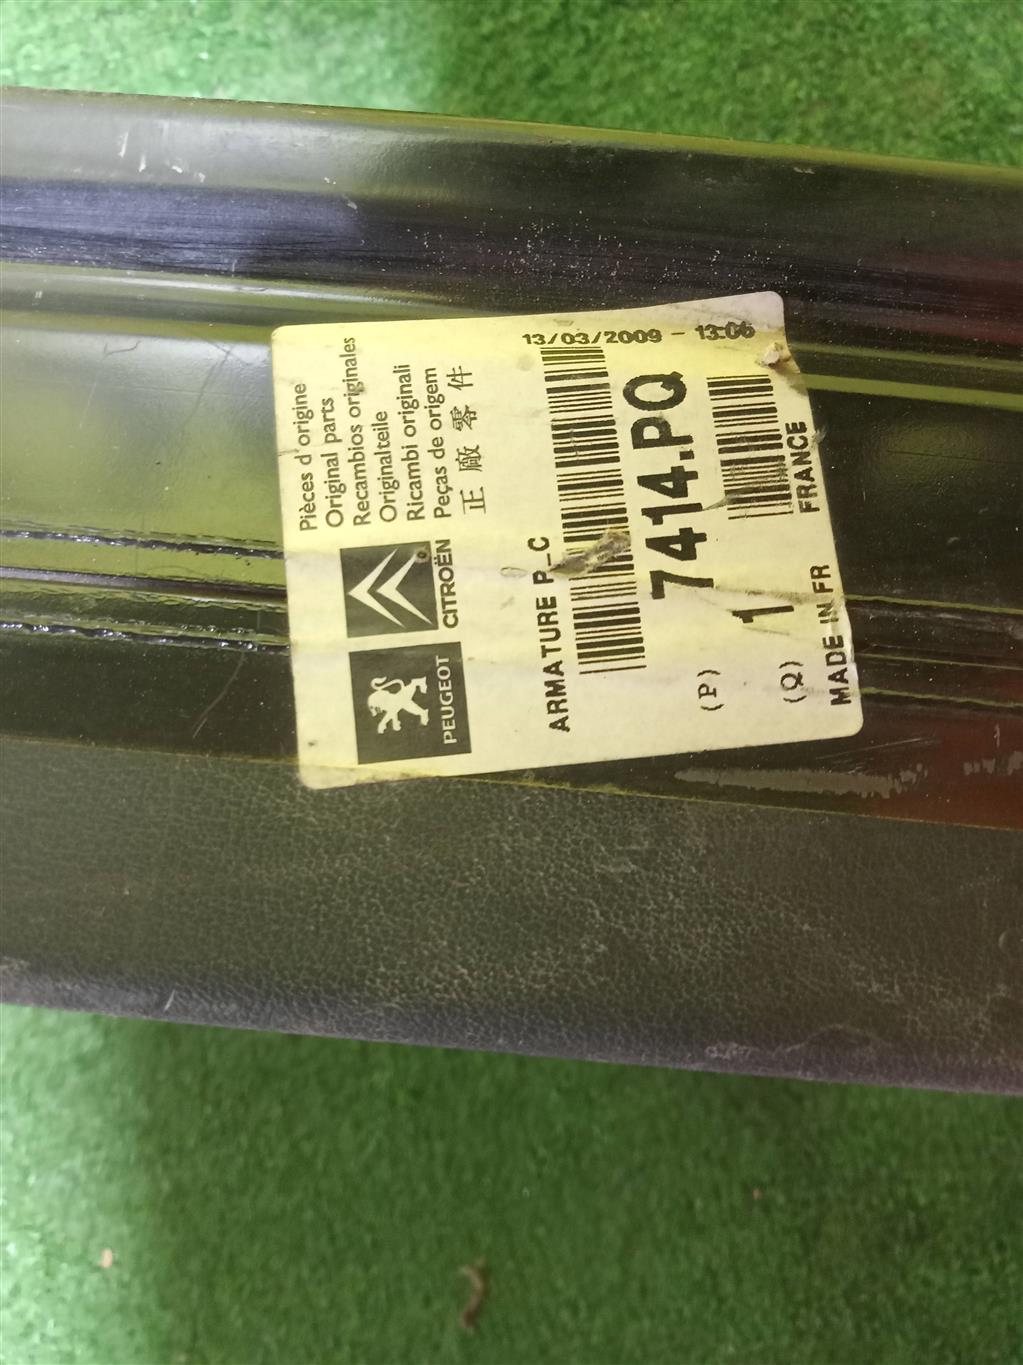 PEUGEOT
CITROËN
Pièces d'origine
Original parts
Recambios originales
Originalteile
Ricambi originali
Peças de origem
正廠零件
13/03/2009 - 13:06
ARMATURE P_C
(P) 7414.PQ
(Q) 1
MADE IN FR FRANCE